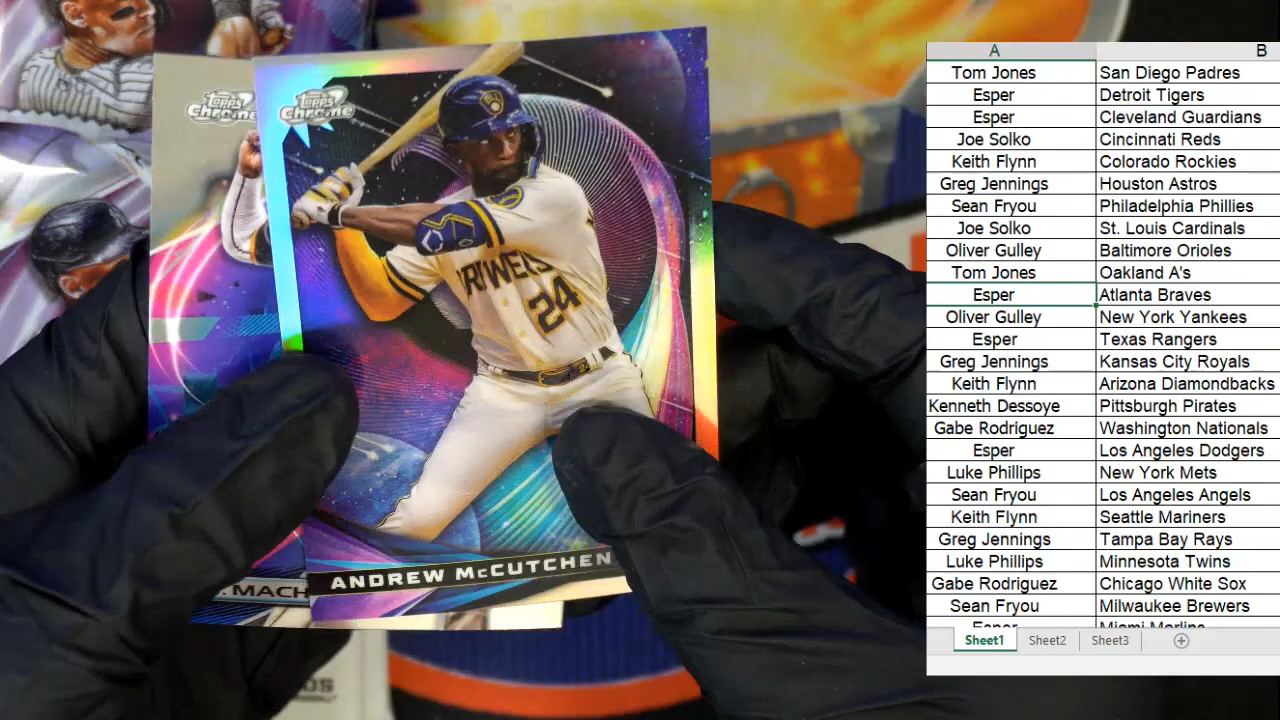 Topps
Chrome
Topps
Chrome
BREWERS
24
ANDREW McCUTCHEN
. MACH
A B
Tom Jones San Diego Padres
Esper Detroit Tigers
Esper Cleveland Guardians
Joe Solko Cincinnati Reds
Keith Flynn Colorado Rockies
Greg Jennings Houston Astros
Sean Fryou Philadelphia Phillies
Joe Solko St. Louis Cardinals
Oliver Gulley Baltimore Orioles
Tom Jones Oakland A's
Esper Atlanta Braves
Oliver Gulley New York Yankees
Esper Texas Rangers
Greg Jennings Kansas City Royals
Keith Flynn Arizona Diamondbacks
Kenneth Dessoye Pittsburgh Pirates
Gabe Rodriguez Washington Nationals
Esper Los Angeles Dodgers
Luke Phillips New York Mets
Sean Fryou Los Angeles Angels
Keith Flynn Seattle Mariners
Greg Jennings Tampa Bay Rays
Luke Phillips Minnesota Twins
Gabe Rodriguez Chicago White Sox
Sean Fryou Milwaukee Brewers
Esper Miami Marlins
Sheet1 Sheet2 Sheet3